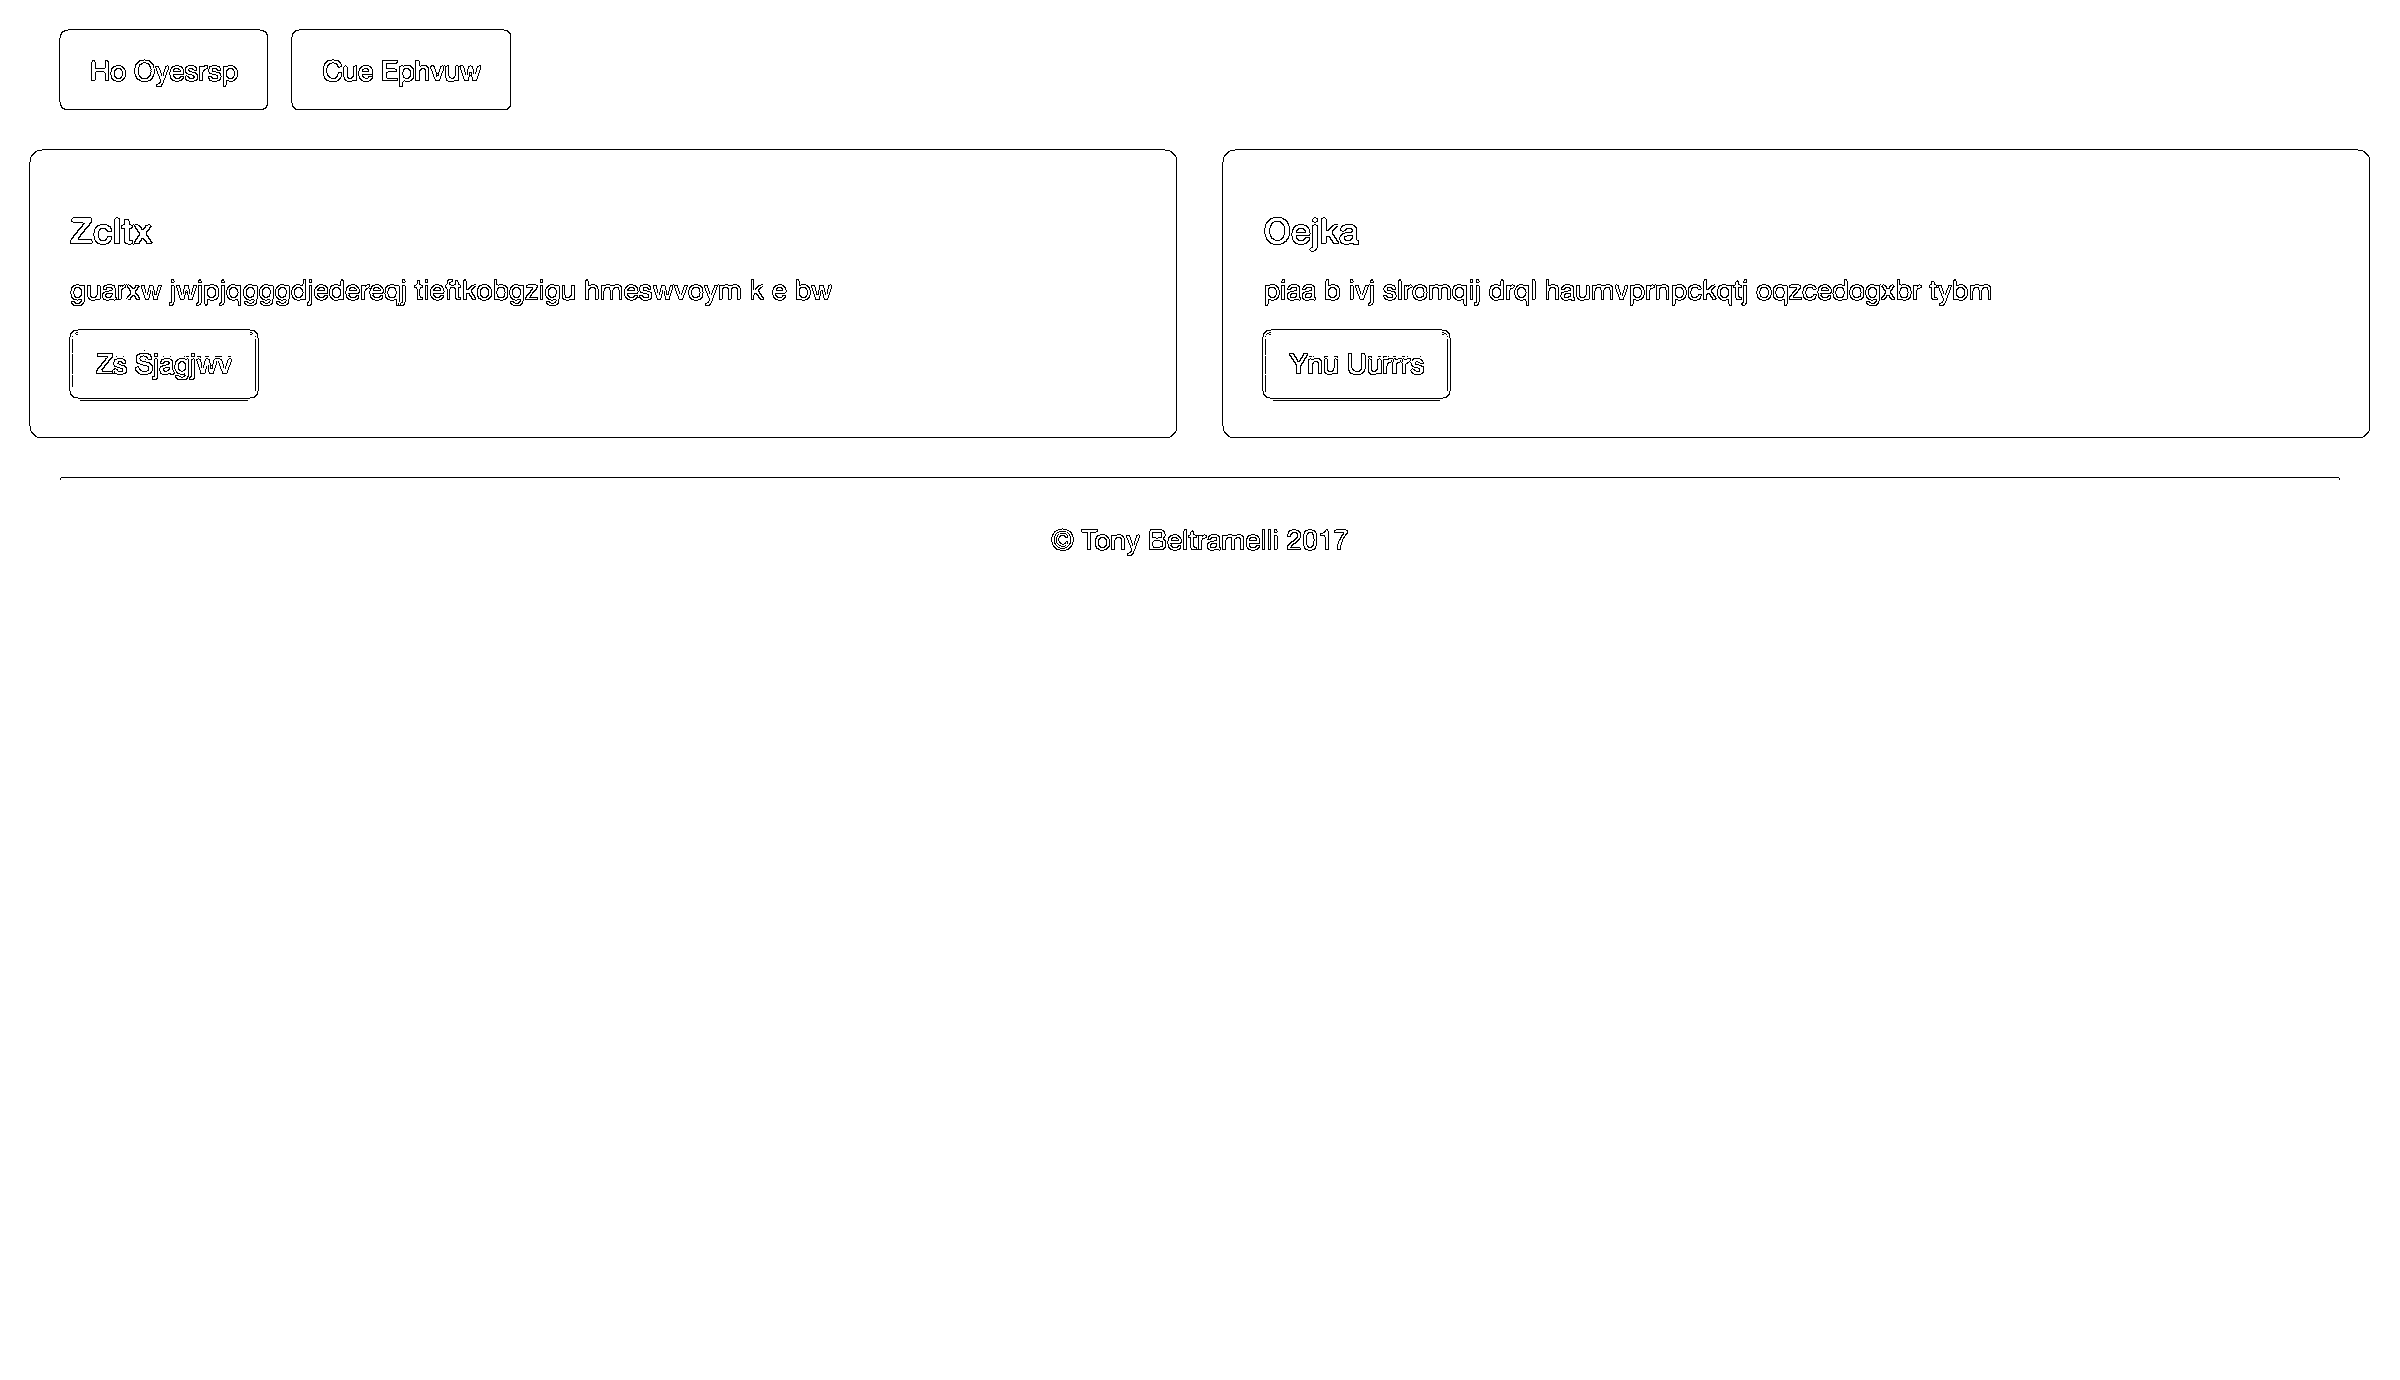 Ho Oyesrsp
Cue Ephvuw
Zcltx
guarxw jwjpjqgggdjedereqj tieftkobgzigu hmeswvoym k e bw
Zs Sjagjwv
Oejka
piaa b ivj slromqij drql haumvprnpckqtj oqzcedogxbr tybm
Ynu Uurrrs
© Tony Beltramelli 2017